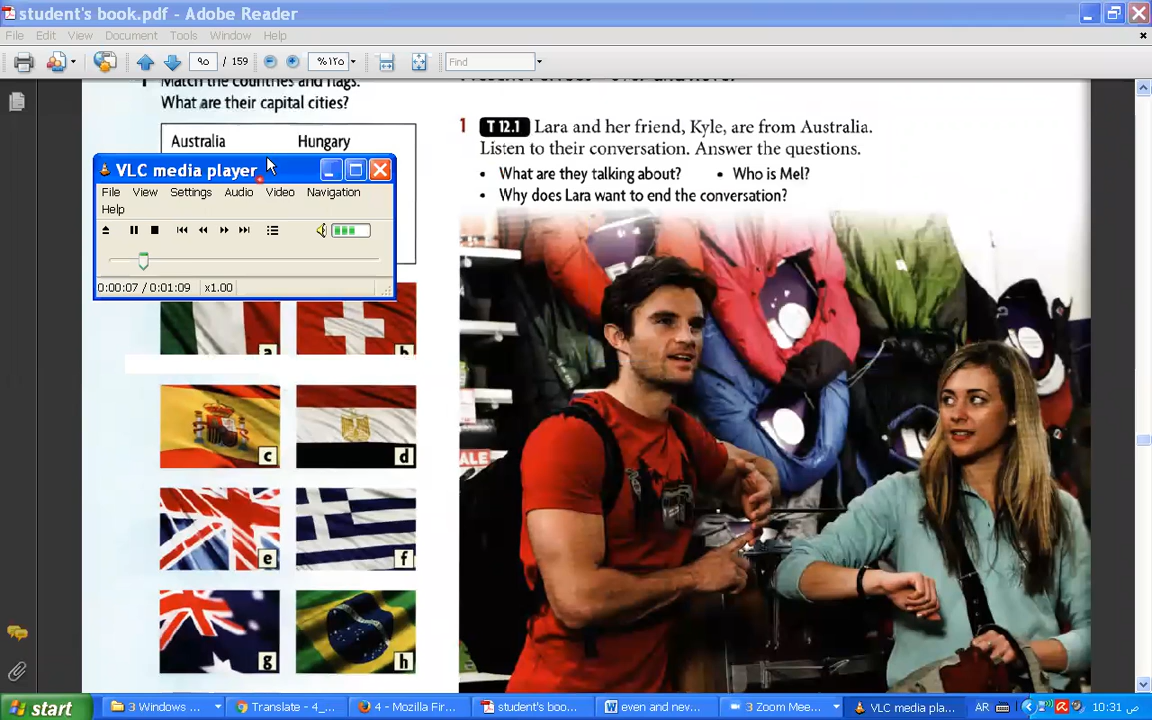 student's book.pdf - Adobe Reader
File Edit View Document Tools Window Help
٩٥ / 159 %١٢٥ Find
Match the countries and flags.
What are their capital cities?
Australia Hungary
VLC media player
File View Settings Audio Video Navigation
Help
0:00:07 / 0:01:09 x1.00
a b
c d
e f
g h
1 T 12.1 Lara and her friend, Kyle, are from Australia.
Listen to their conversation. Answer the questions.
• What are they talking about? • Who is Mel?
• Why does Lara want to end the conversation?
SALE
start 3 Windows ... Translate - 4_... 4 - Mozilla Fir... student's boo... even and nev... 3 Zoom Mee... VLC media pla... AR 10:31 ص